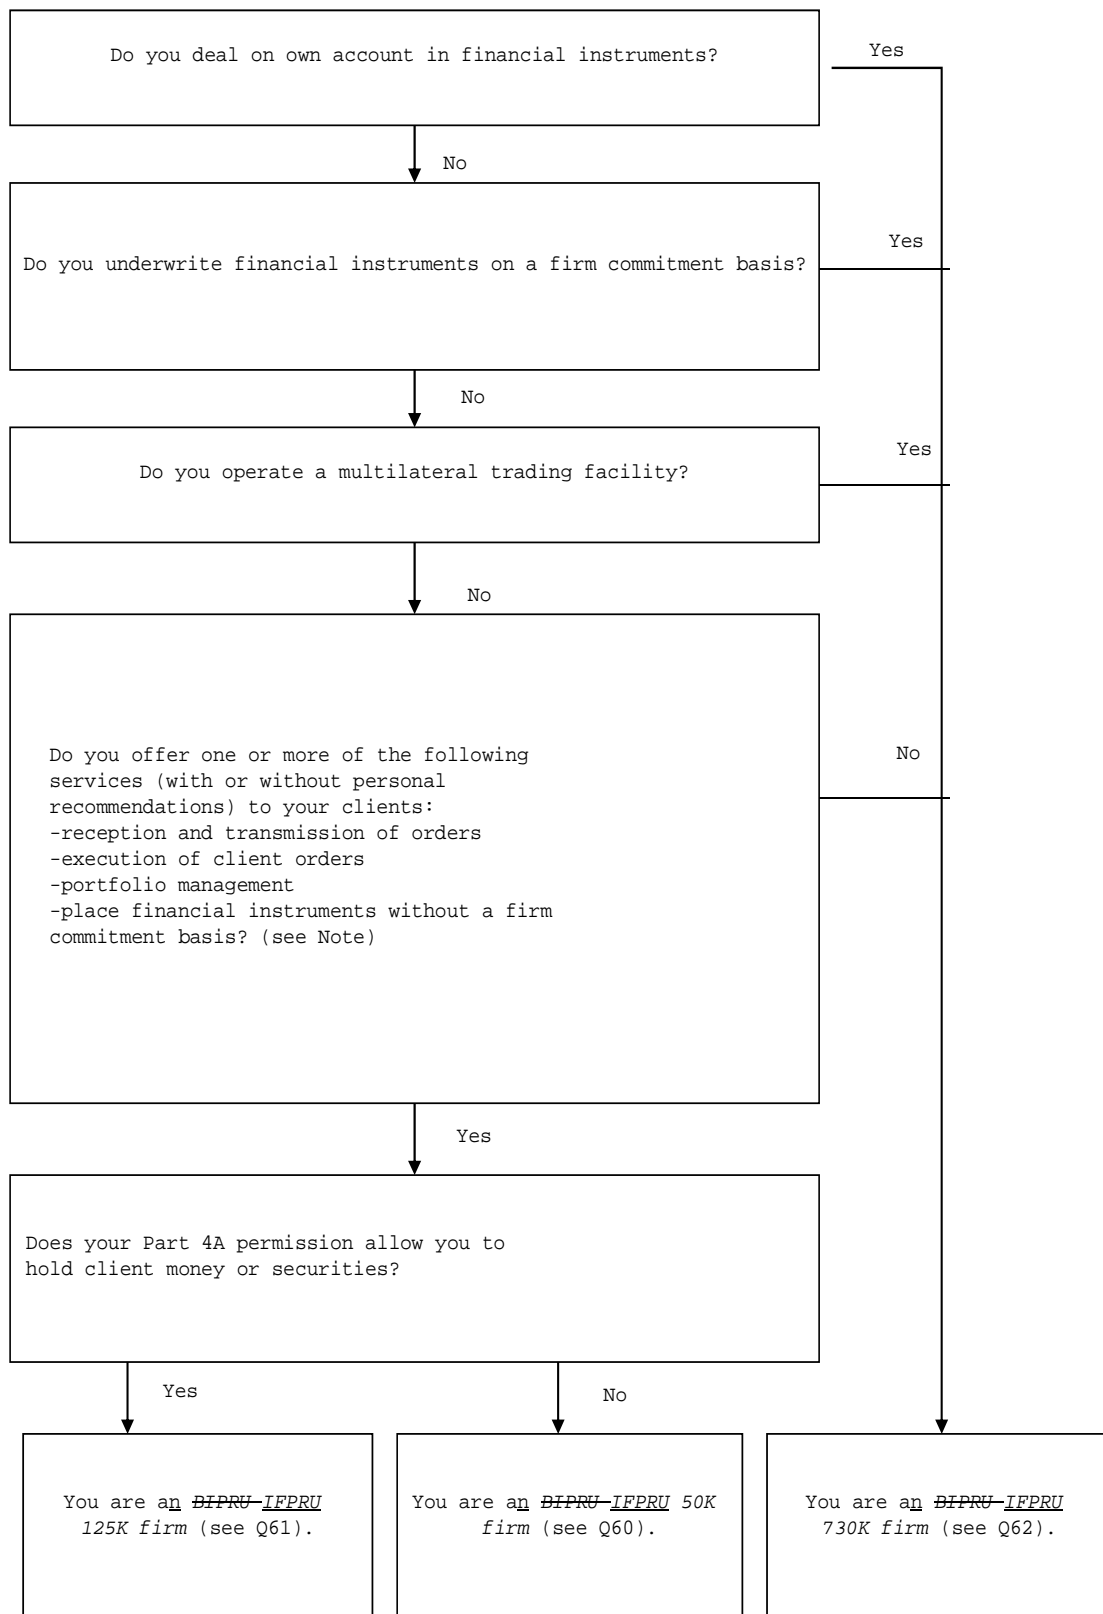 Do you deal on own account in financial instruments?
Yes
No
Do you underwrite financial instruments on a firm commitment basis?
Yes
No
Do you operate a multilateral trading facility?
Yes
No
Do you offer one or more of the following
services (with or without personal
recommendations) to your clients:
-reception and transmission of orders
-execution of client orders
-portfolio management
-place financial instruments without a firm
commitment basis? (see Note)
No
Yes
Does your Part 4A permission allow you to
hold client money or securities?
Yes
No
You are an BIPRU IFPRU
125K firm (see Q61).
You are an BIPRU IFPRU 50K
firm (see Q60).
You are an BIPRU IFPRU
730K firm (see Q62).